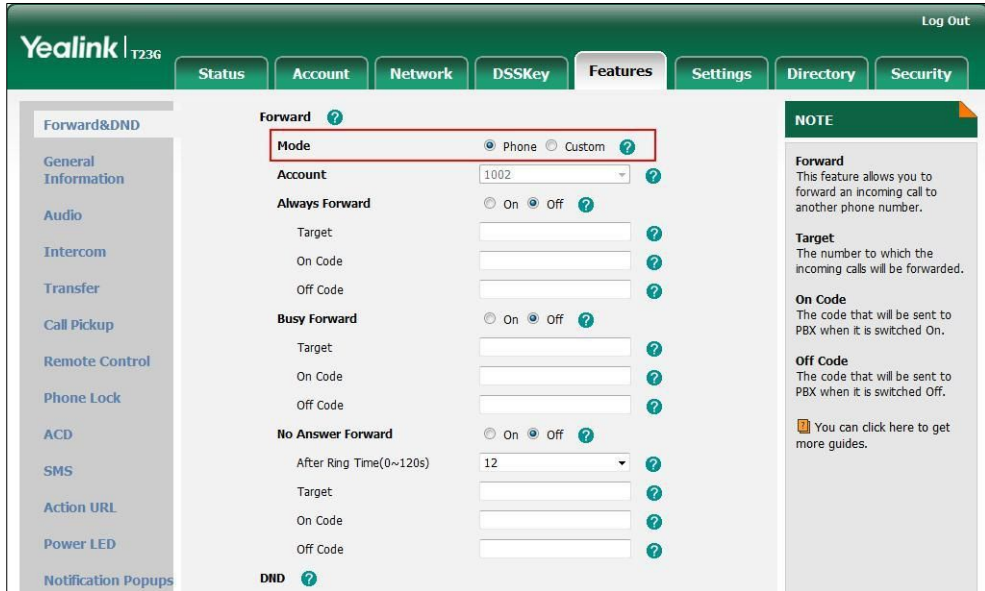 Log Out
Yealink | T23G
Status Account Network DSSKey Features Settings Directory Security
Forward&DND
General
Information
Audio
Intercom
Transfer
Call Pickup
Remote Control
Phone Lock
ACD
SMS
Action URL
Power LED
Notification Popups
Forward ?
Mode Phone Custom ?
Account 1002 ?
Always Forward On Off ?
Target ?
On Code ?
Off Code ?
Busy Forward On Off ?
Target ?
On Code ?
Off Code ?
No Answer Forward On Off ?
After Ring Time(0~120s) 12 ?
Target ?
On Code ?
Off Code ?
DND ?
NOTE
Forward
This feature allows you to
forward an incoming call to
another phone number.
Target
The number to which the
incoming calls will be forwarded.
On Code
The code that will be sent to
PBX when it is switched On.
Off Code
The code that will be sent to
PBX when it is switched Off.
? You can click here to get
more guides.